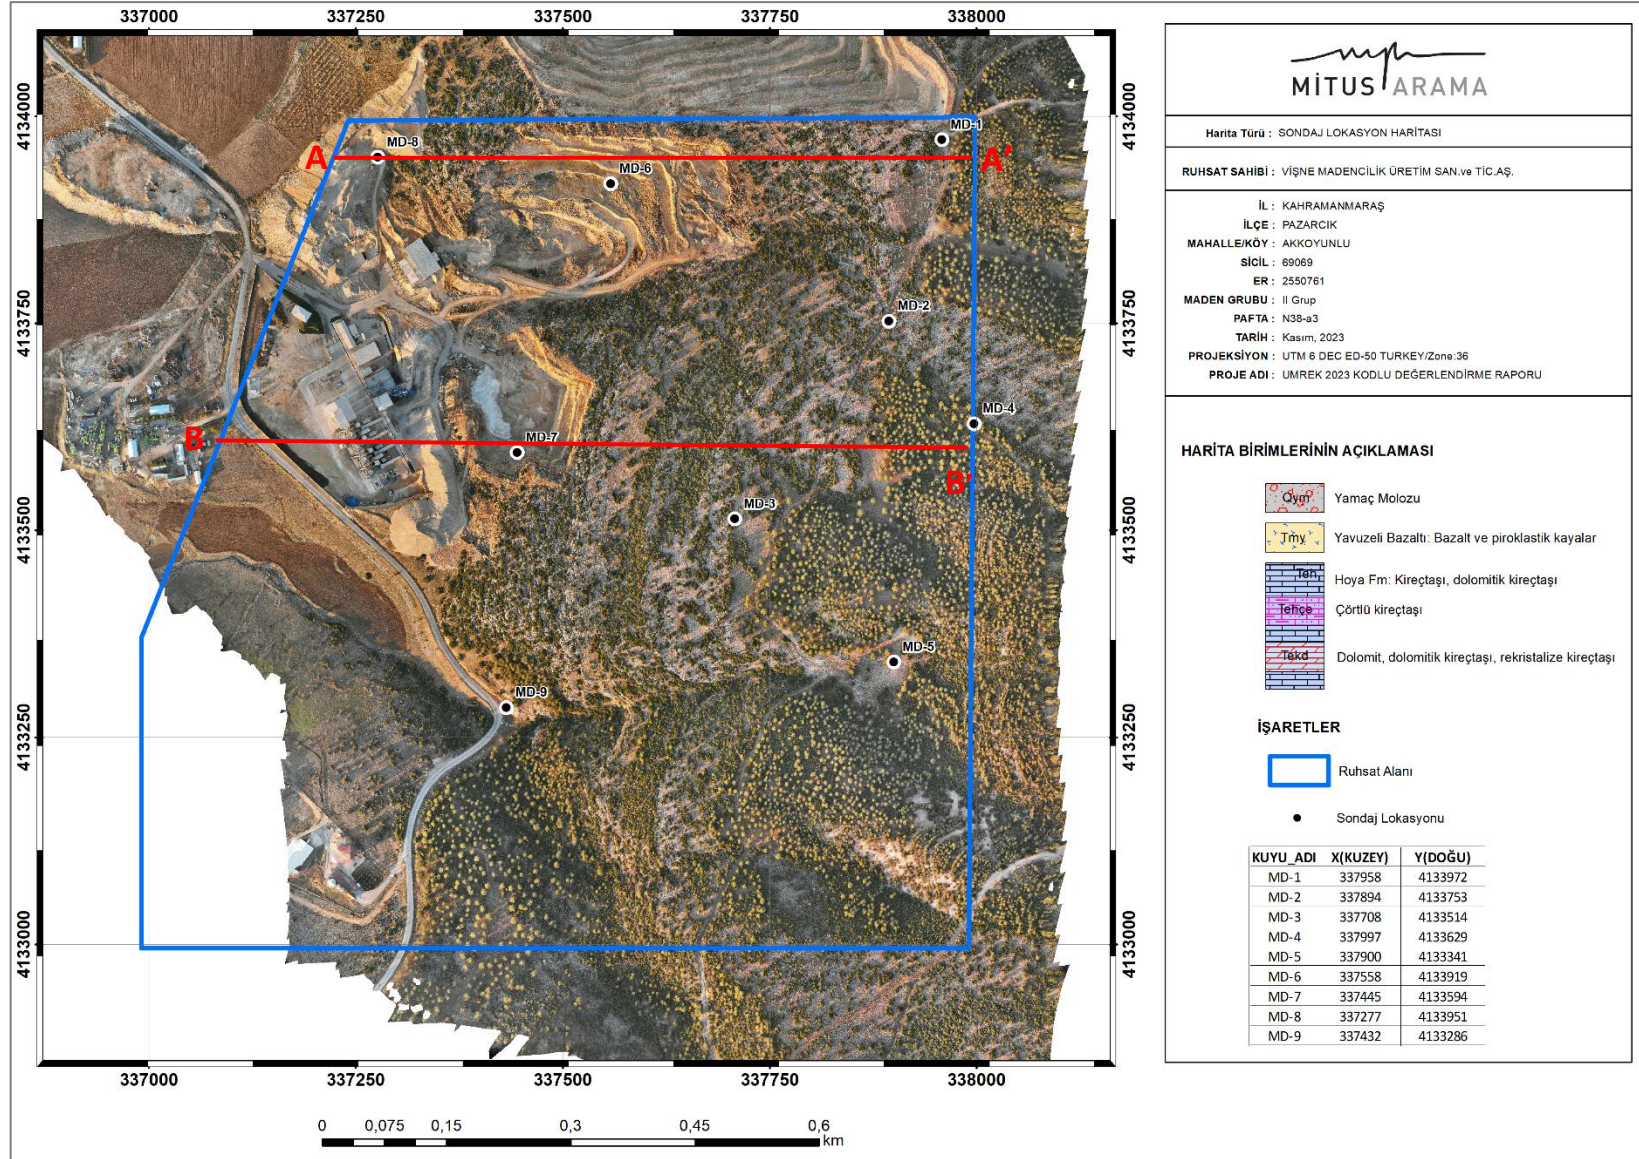 337000 337250 337500 337750 338000
4134000 4134000
4133750 4133750
4133500 4133500
4133250 4133250
4133000 4133000
MD-1
MD-8
A A'
MD-6
MD-2
MD-4
B
MD-7
B'
MD-3
MD-5
MD-9
337000 337250 337500 337750 338000
0 0,075 0,15 0,3 0,45 0,6
km
MİTUS ARAMA
Harita Türü : SONDAJ LOKASYON HARİTASI
RUHSAT SAHİBİ : VİŞNE MADENCİLİK ÜRETİM SAN.ve TİC.AŞ.
İL : KAHRAMANMARAŞ
İLÇE : PAZARCIK
MAHALLE/KÖY : AKKOYUNLU
SİCİL : 69069
ER : 2550761
MADEN GRUBU : II Grup
PAFTA : N38-a3
TARİH : Kasım, 2023
PROJEKSİYON : UTM 6 DEC ED-50 TURKEY/Zone:36
PROJE ADI : UMREK 2023 KODLU DEĞERLENDİRME RAPORU
HARİTA BİRİMLERİNİN AÇIKLAMASI
Qym Yamaç Molozu
Tmy Yavuzeli Bazaltı: Bazalt ve piroklastik kayalar
Teh Hoya Fm: Kireçtaşı, dolomitik kireçtaşı
Tehçe Çörtlü kireçtaşı
Tekd Dolomit, dolomitik kireçtaşı, rekristalize kireçtaşı
İŞARETLER
Ruhsat Alanı
Sondaj Lokasyonu
KUYU_ADI X(KUZEY) Y(DOĞU)
MD-1 337958 4133972
MD-2 337894 4133753
MD-3 337708 4133514
MD-4 337997 4133629
MD-5 337900 4133341
MD-6 337558 4133919
MD-7 337445 4133594
MD-8 337277 4133951
MD-9 337432 4133286